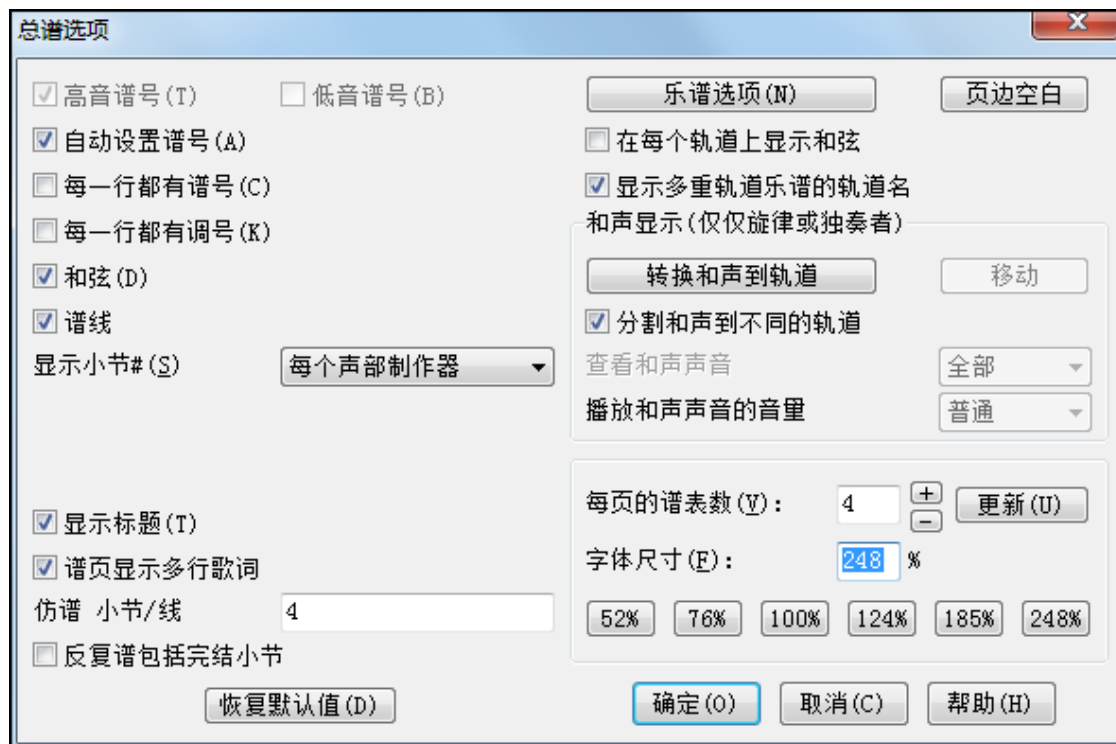 总谱选项
高音谱号(T) 低音谱号(B)
自动设置谱号(A)
每一行都有谱号(C)
每一行都有调号(K)
和弦(D)
谱线
显示小节#(S) 每个声部制作器
显示标题(T)
谱页显示多行歌词
仿谱 小节/线 4
反复谱包括完结小节
恢复默认值(D)
乐谱选项(N) 页边空白
在每个轨道上显示和弦
显示多重轨道乐谱的轨道名
和声显示(仅仅旋律或独奏者)
转换和声到轨道 移动
分割和声到不同的轨道
查看和声声音 全部
播放和声声音的音量 普通
每页的谱表数(V): 4 + - 更新(U)
字体尺寸(F): 248 %
52% 76% 100% 124% 185% 248%
确定(O) 取消(C) 帮助(H)